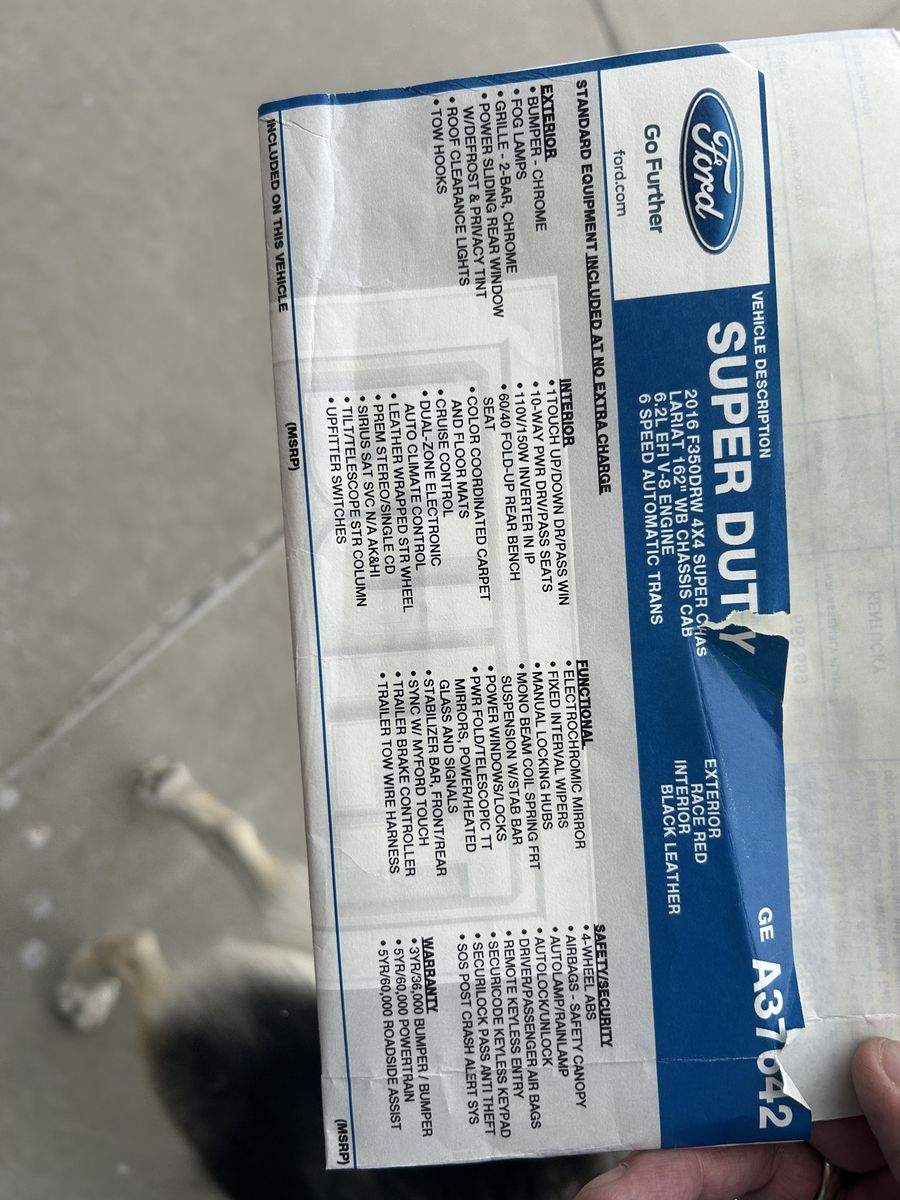 Ford
Go Further
ford.com
VEHICLE DESCRIPTION
SUPER DUTY
2016 F350DRW 4X4 SUPER CHAS
LARIAT 162" WB CHASSIS CAB
6.2L EFI V-8 ENGINE
6 SPEED AUTOMATIC TRANS
EXTERIOR
RACE RED
INTERIOR
BLACK LEATHER
GE A37642
STANDARD EQUIPMENT INCLUDED AT NO EXTRA CHARGE
EXTERIOR
• BUMPER - CHROME
• FOG LAMPS
• GRILLE - 2-BAR, CHROME
• POWER SLIDING REAR WINDOW
W/DEFROST & PRIVACY TINT
• ROOF CLEARANCE LIGHTS
• TOW HOOKS
INTERIOR
• 1TOUCH UP/DOWN DR/PASS WIN
• 10-WAY PWR DRV/PASS SEATS
• 110V/150W INVERTER IN IP
• 60/40 FOLD-UP REAR BENCH
SEAT
• COLOR COORDINATED CARPET
AND FLOOR MATS
• CRUISE CONTROL
• DUAL-ZONE ELECTRONIC
AUTO CLIMATE CONTROL
• LEATHER WRAPPED STR WHEEL
• PREM STEREO/SINGLE CD
• SIRIUS SAT SVC N/A AK&HI
• TILT/TELESCOPE STR COLUMN
• UPFITTER SWITCHES
FUNCTIONAL
• ELECTROCHROMIC MIRROR
• FIXED INTERVAL WIPERS
• MANUAL LOCKING HUBS
• MONO BEAM COIL SPRING FRT
SUSPENSION W/STAB BAR
• POWER WINDOWS/LOCKS
• PWR FOLD/TELESCOPIC TT
MIRRORS, POWER/HEATED
GLASS AND SIGNALS
• STABILIZER BAR, FRONT/REAR
• SYNC W/ MYFORD TOUCH
• TRAILER BRAKE CONTROLLER
• TRAILER TOW WIRE HARNESS
SAFETY/SECURITY
• 4-WHEEL ABS
• AIRBAGS - SAFETY CANOPY
• AUTOLAMP/RAINLAMP
• AUTOLOCK/UNLOCK
• DRIVER/PASSENGER AIR BAGS
• REMOTE KEYLESS ENTRY
• SECURICODE KEYLESS KEYPAD
• SECURILOCK PASS ANTI THEFT
• SOS POST CRASH ALERT SYS
WARRANTY
• 3YR/36,000 BUMPER / BUMPER
• 5YR/60,000 POWERTRAIN
• 5YR/60,000 ROADSIDE ASSIST
INCLUDED ON THIS VEHICLE
(MSRP)
(MSRP)